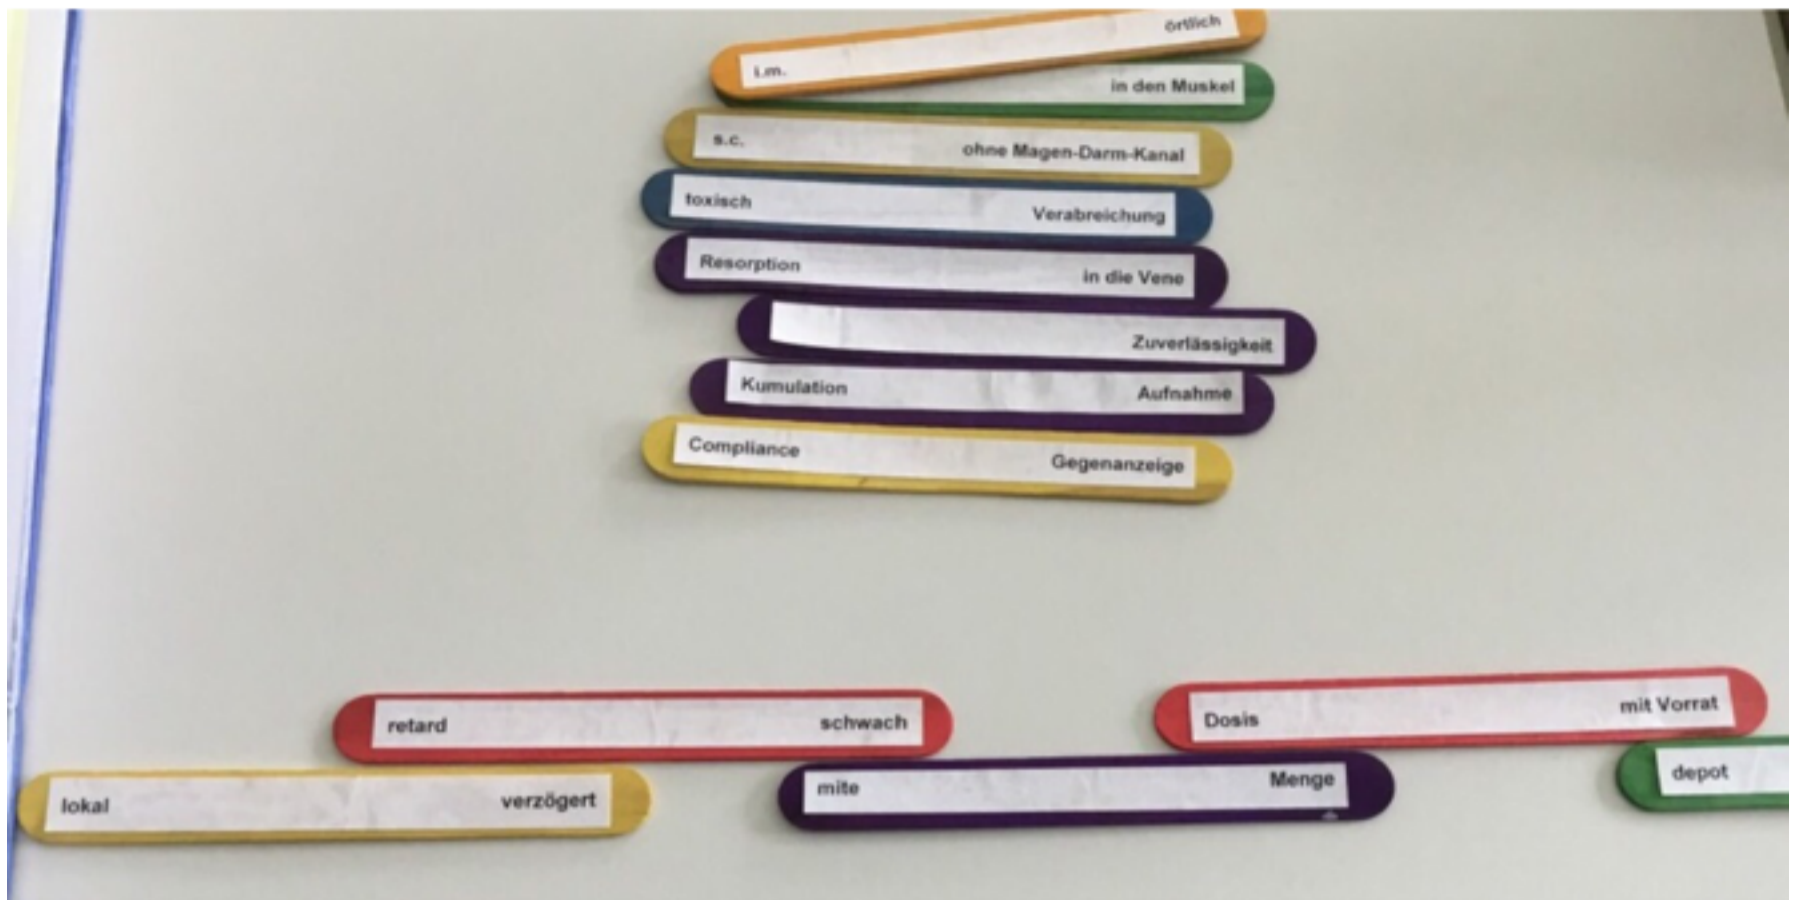 i.m. örtlich
in den Muskel
s.c. ohne Magen-Darm-Kanal
toxisch Verabreichung
Resorption in die Vene
Zuverlässigkeit
Kumulation Aufnahme
Compliance Gegenanzeige
retard schwach
Dosis mit Vorrat
lokal verzögert
mite Menge
depot